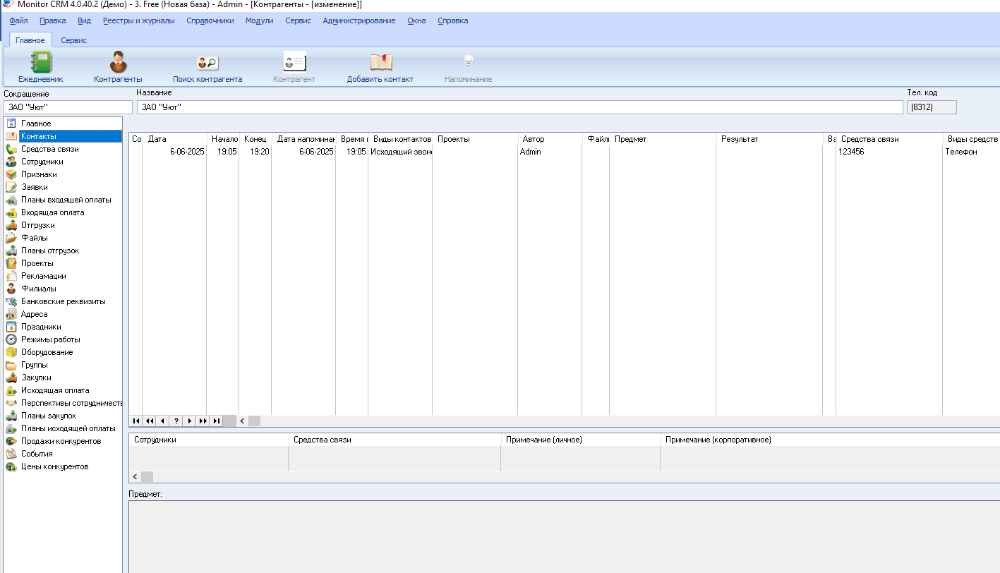 Monitor CRM 4.0.40.2 (Демо) - 3. Free (Новая база) - Admin - [Контрагенты - [изменение]]
Файл Правка Вид Реестры и журналы Справочники Модули Сервис Администрирование Окна Справка
Главное Сервис
Ежедневник Контрагенты Поиск контрагента Контрагент Добавить контакт Напоминание
Сокращение Название Тел. код
ЗАО "Уют" ЗАО "Уют" (8312)
Главное
Контакты
Средства связи
Сотрудники
Признаки
Заявки
Планы входящей оплаты
Входящая оплата
Отгрузки
Файлы
Планы отгрузок
Проекты
Рекламации
Филиалы
Банковские реквизиты
Адреса
Праздники
Режимы работы
Оборудование
Группы
Закупки
Исходящая оплата
Перспективы сотрудничеств
Планы закупок
Планы исходящей оплаты
Продажи конкурентов
События
Цены конкурентов
Со Дата Начало Конец Дата напоминан Время Виды контактов Проекты Автор Файл Предмет Результат Ва Средства связи Виды средств
6-06-2025 19:05 19:20 6-06-2025 19:05 Исходящий звон Admin 123456 Телефон
Сотрудники Средства связи Примечание (личное) Примечание (корпоративное)
Предмет: